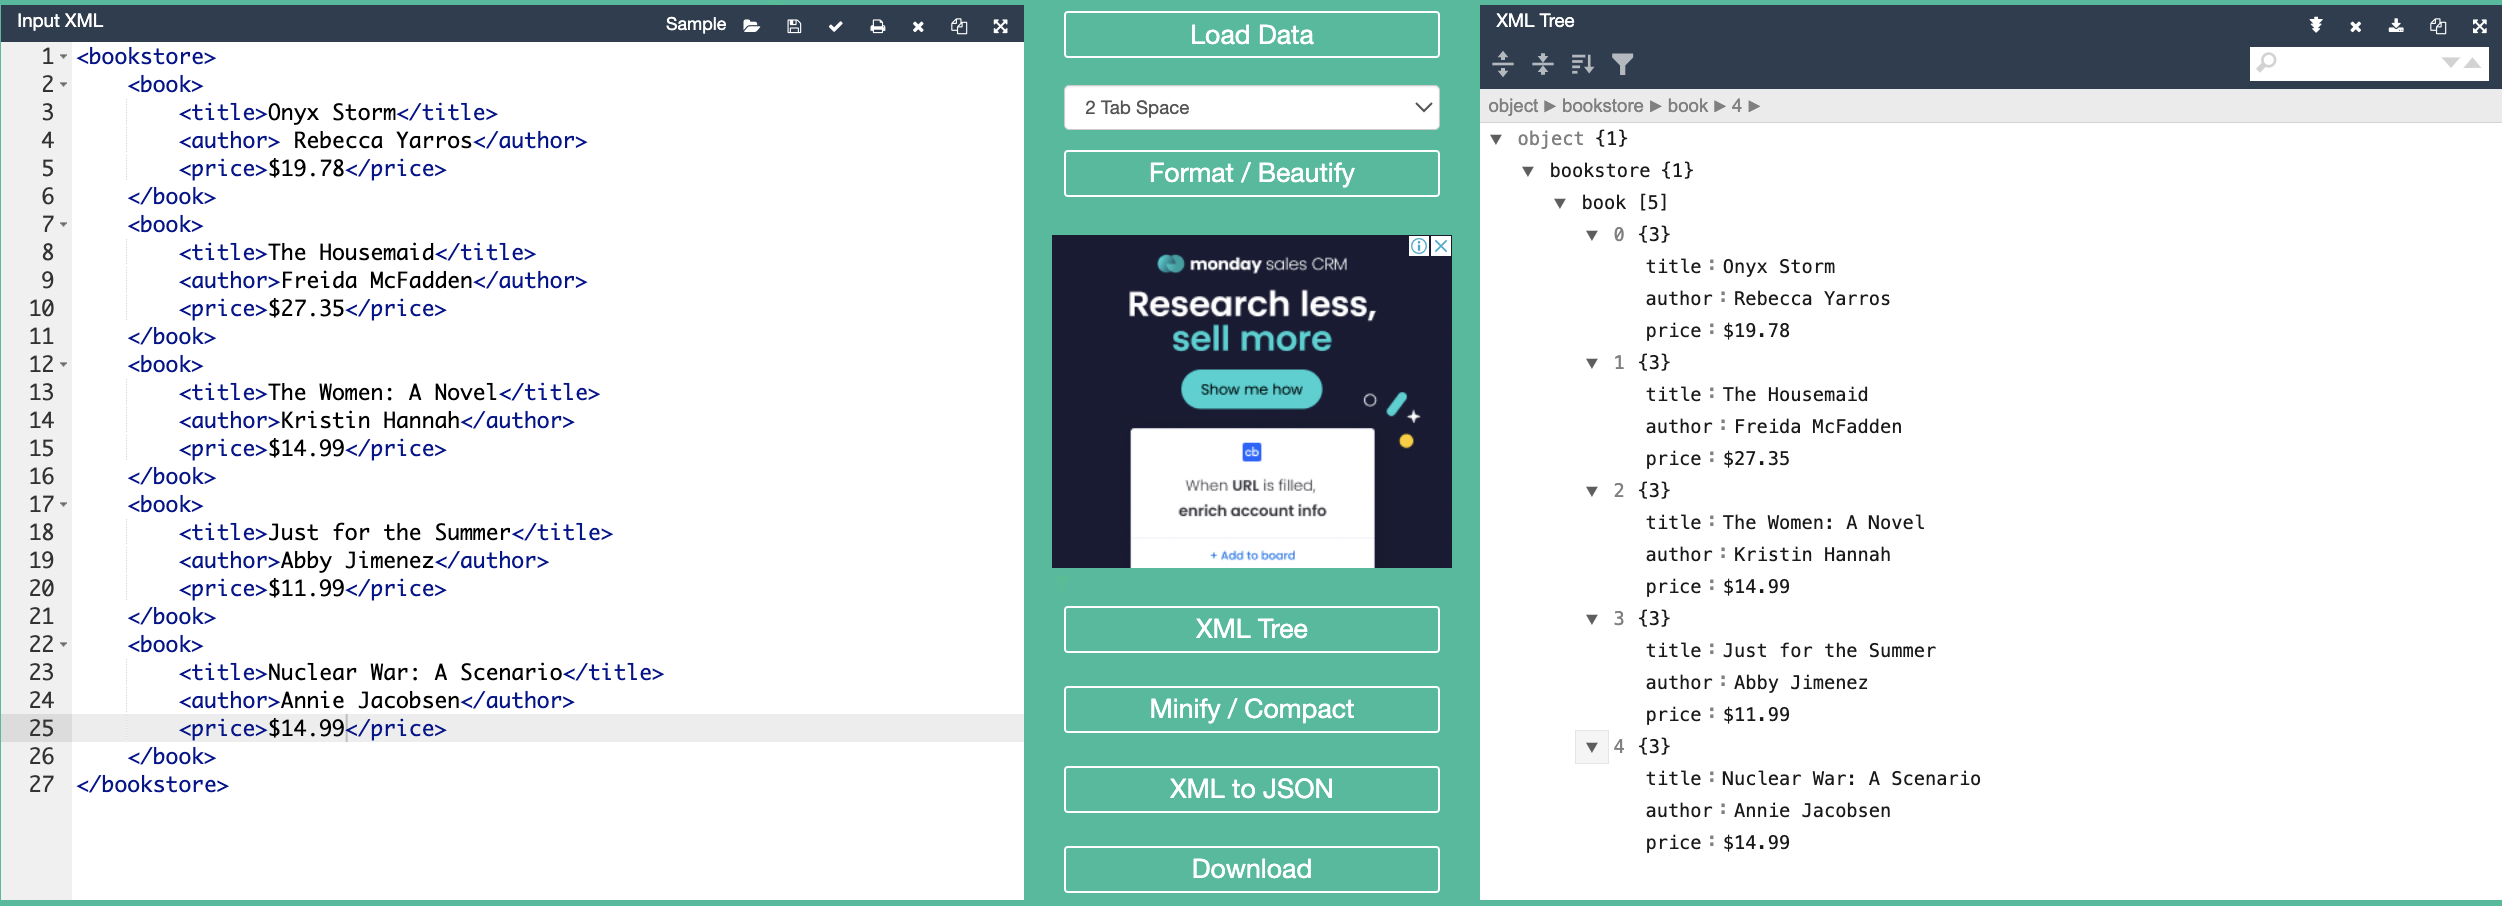 Input XML
Sample
1 <bookstore>
2 <book>
3 <title>Onyx Storm</title>
4 <author> Rebecca Yarros</author>
5 <price>$19.78</price>
6 </book>
7 <book>
8 <title>The Housemaid</title>
9 <author>Freida McFadden</author>
10 <price>$27.35</price>
11 </book>
12 <book>
13 <title>The Women: A Novel</title>
14 <author>Kristin Hannah</author>
15 <price>$14.99</price>
16 </book>
17 <book>
18 <title>Just for the Summer</title>
19 <author>Abby Jimenez</author>
20 <price>$11.99</price>
21 </book>
22 <book>
23 <title>Nuclear War: A Scenario</title>
24 <author>Annie Jacobsen</author>
25 <price>$14.99</price>
26 </book>
27 </bookstore>
Load Data
2 Tab Space
Format / Beautify
monday sales CRM
Research less,
sell more
Show me how
cb
When URL is filled,
enrich account info
+ Add to board
XML Tree
Minify / Compact
XML to JSON
Download
XML Tree
object ▶ bookstore ▶ book ▶ 4 ▶
object {1}
bookstore {1}
book [5]
0 {3}
title : Onyx Storm
author : Rebecca Yarros
price : $19.78
1 {3}
title : The Housemaid
author : Freida McFadden
price : $27.35
2 {3}
title : The Women: A Novel
author : Kristin Hannah
price : $14.99
3 {3}
title : Just for the Summer
author : Abby Jimenez
price : $11.99
4 {3}
title : Nuclear War: A Scenario
author : Annie Jacobsen
price : $14.99